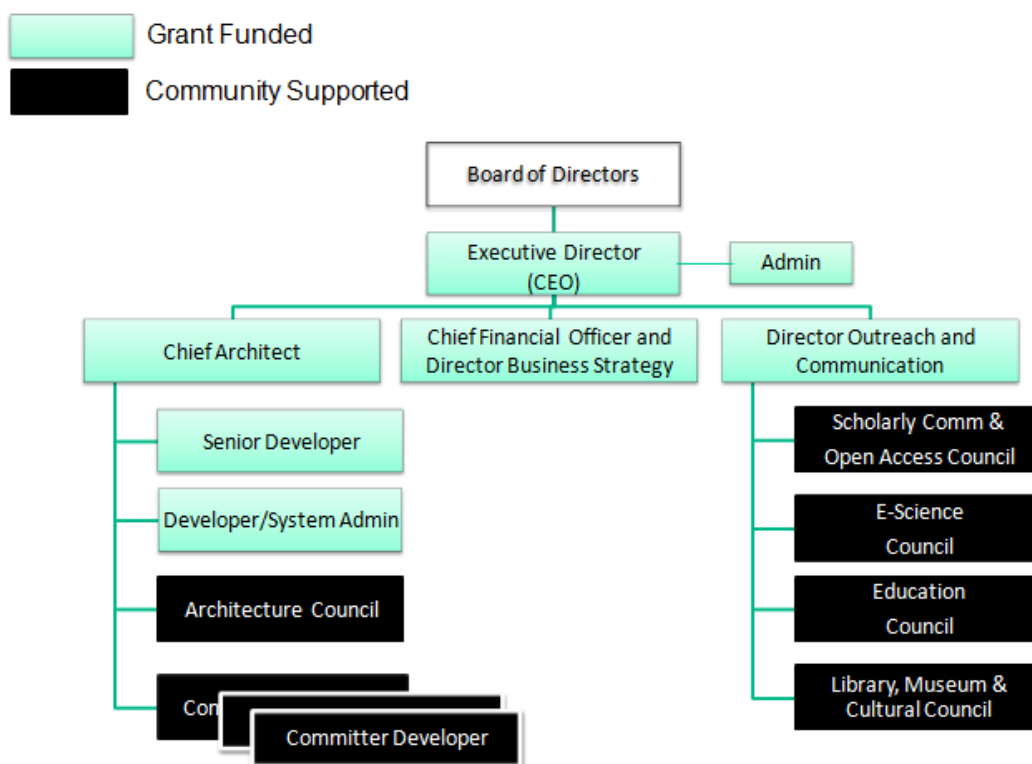 Grant Funded
Community Supported
Board of Directors
Executive Director
(CEO)
Admin
Chief Architect
Chief Financial Officer and
Director Business Strategy
Director Outreach and
Communication
Senior Developer
Developer/System Admin
Architecture Council
Committer Developer
Scholarly Comm &
Open Access Council
E-Science
Council
Education
Council
Library, Museum &
Cultural Council